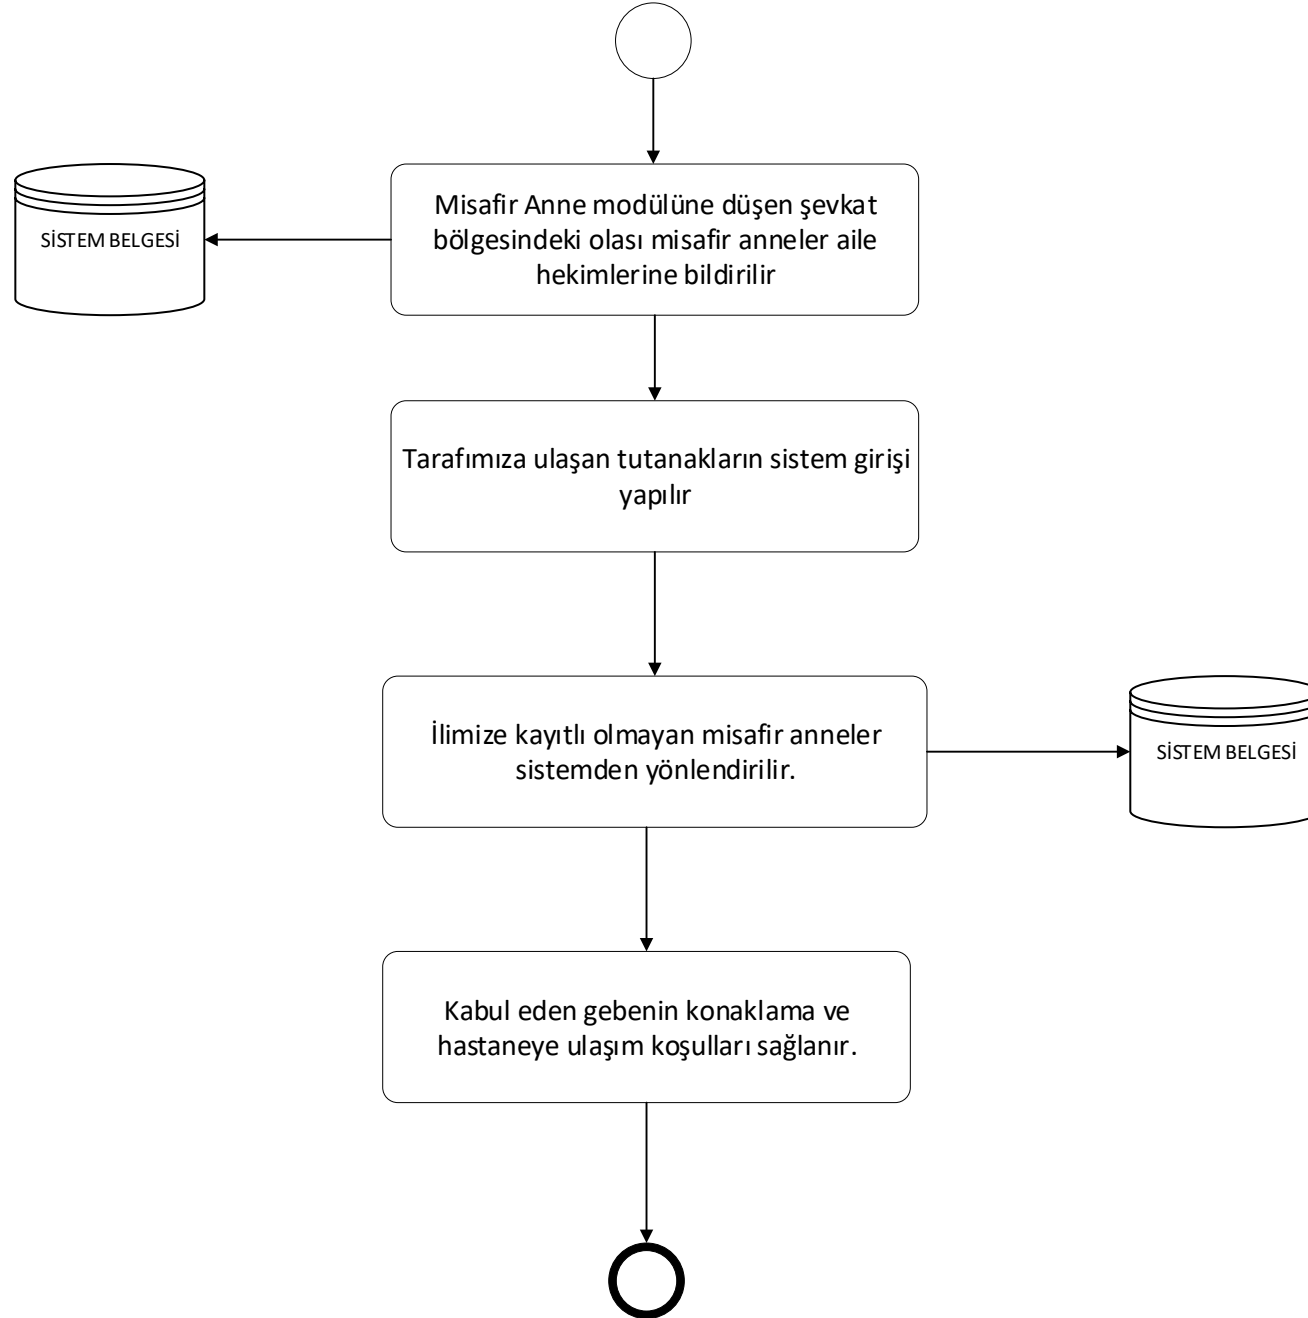 Misafir Anne modülüne düşen şevkat
bölgesindeki olası misafir anneler aile
hekimlerine bildirilir
SİSTEM BELGESİ
Tarafımıza ulaşan tutanakların sistem girişi
yapılır
İlimize kayıtlı olmayan misafir anneler
sistemden yönlendirilir.
SİSTEM BELGESİ
Kabul eden gebenin konaklama ve
hastaneye ulaşım koşulları sağlanır.